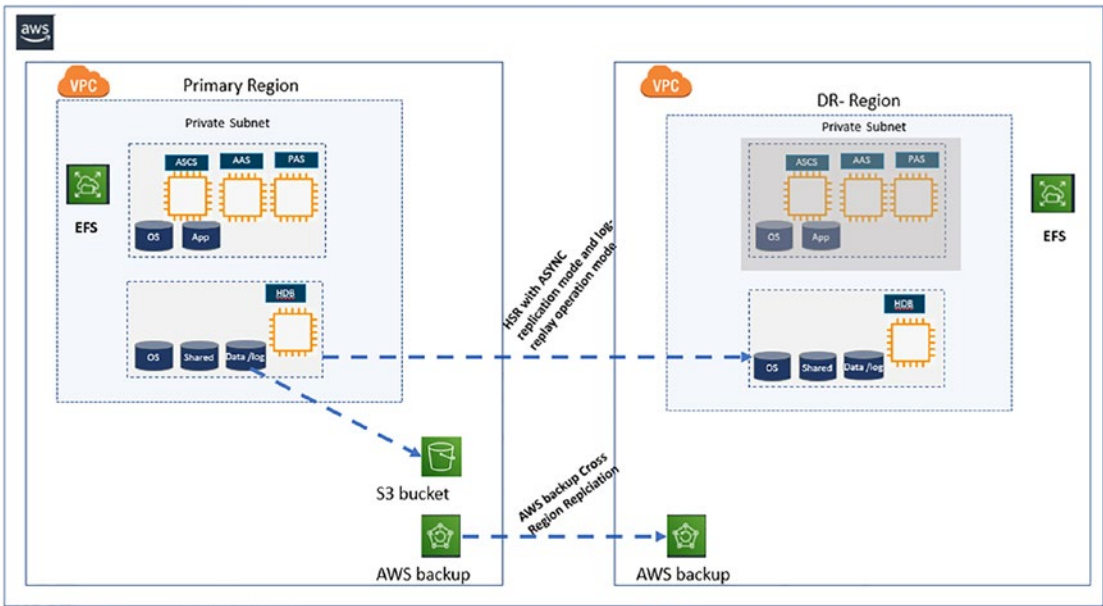 aws
VPC
Primary Region
Private Subnet
ASCS
AAS
PAS
OS
App
EFS
HDB
OS
Shared
Data /log
S3 bucket
AWS backup
HSR with ASYNC
replication mode and log-
replay operation mode
AWS backup Cross
Region Replciation
VPC
DR- Region
Private Subnet
ASCS
AAS
PAS
OS
App
EFS
HDB
OS
Shared
Data /log
AWS backup